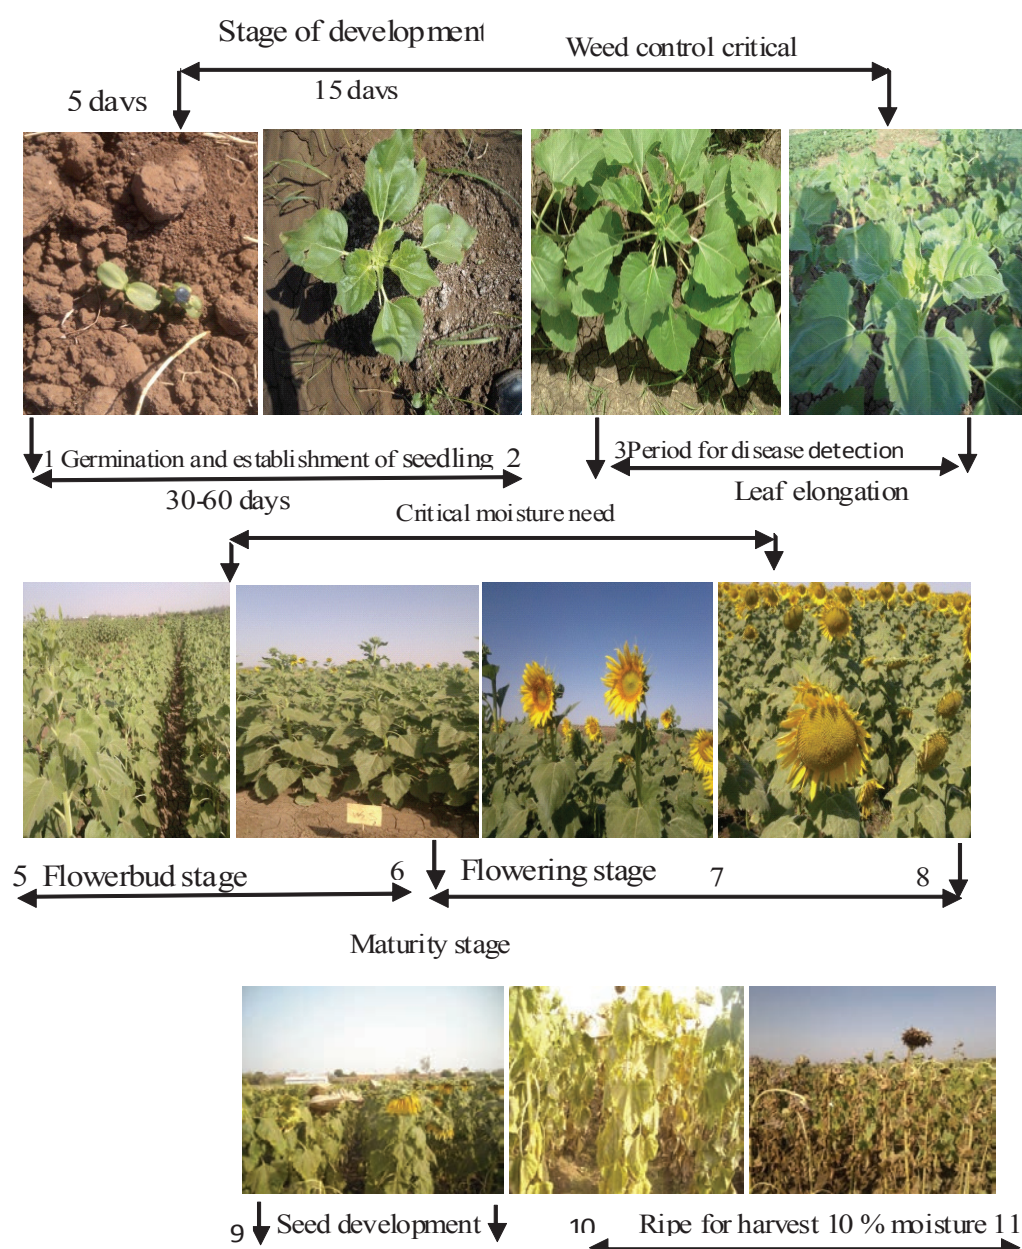 Stage of development
Weed control critical
5 days
15 days
1 Germination and establishment of seedling 2
3Period for disease detection
30-60 days
Leaf elongation
Critical moisture need
5 Flowerbud stage 6
Flowering stage 7 8
Maturity stage
9 Seed development
10 Ripe for harvest 10 % moisture 11